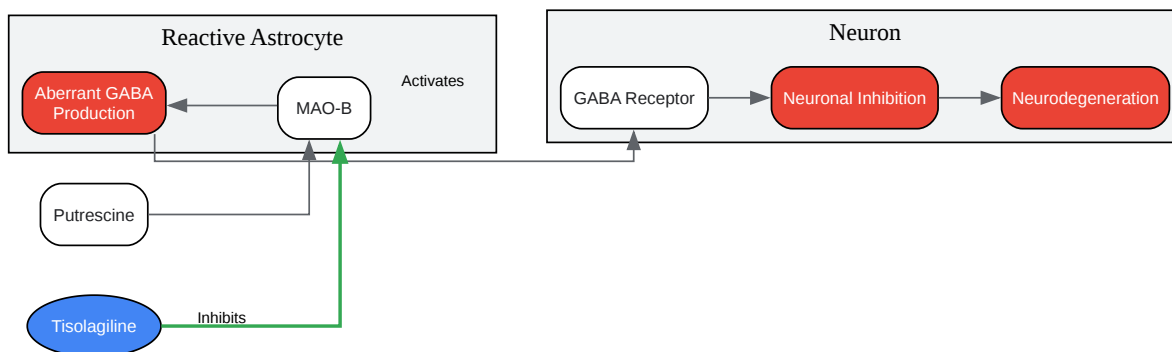 Reactive Astrocyte
Aberrant GABA
Production
MAO-B
Activates
Putrescine
Tisolagiline
Inhibits
Neuron
GABA Receptor
Neuronal Inhibition
Neurodegeneration